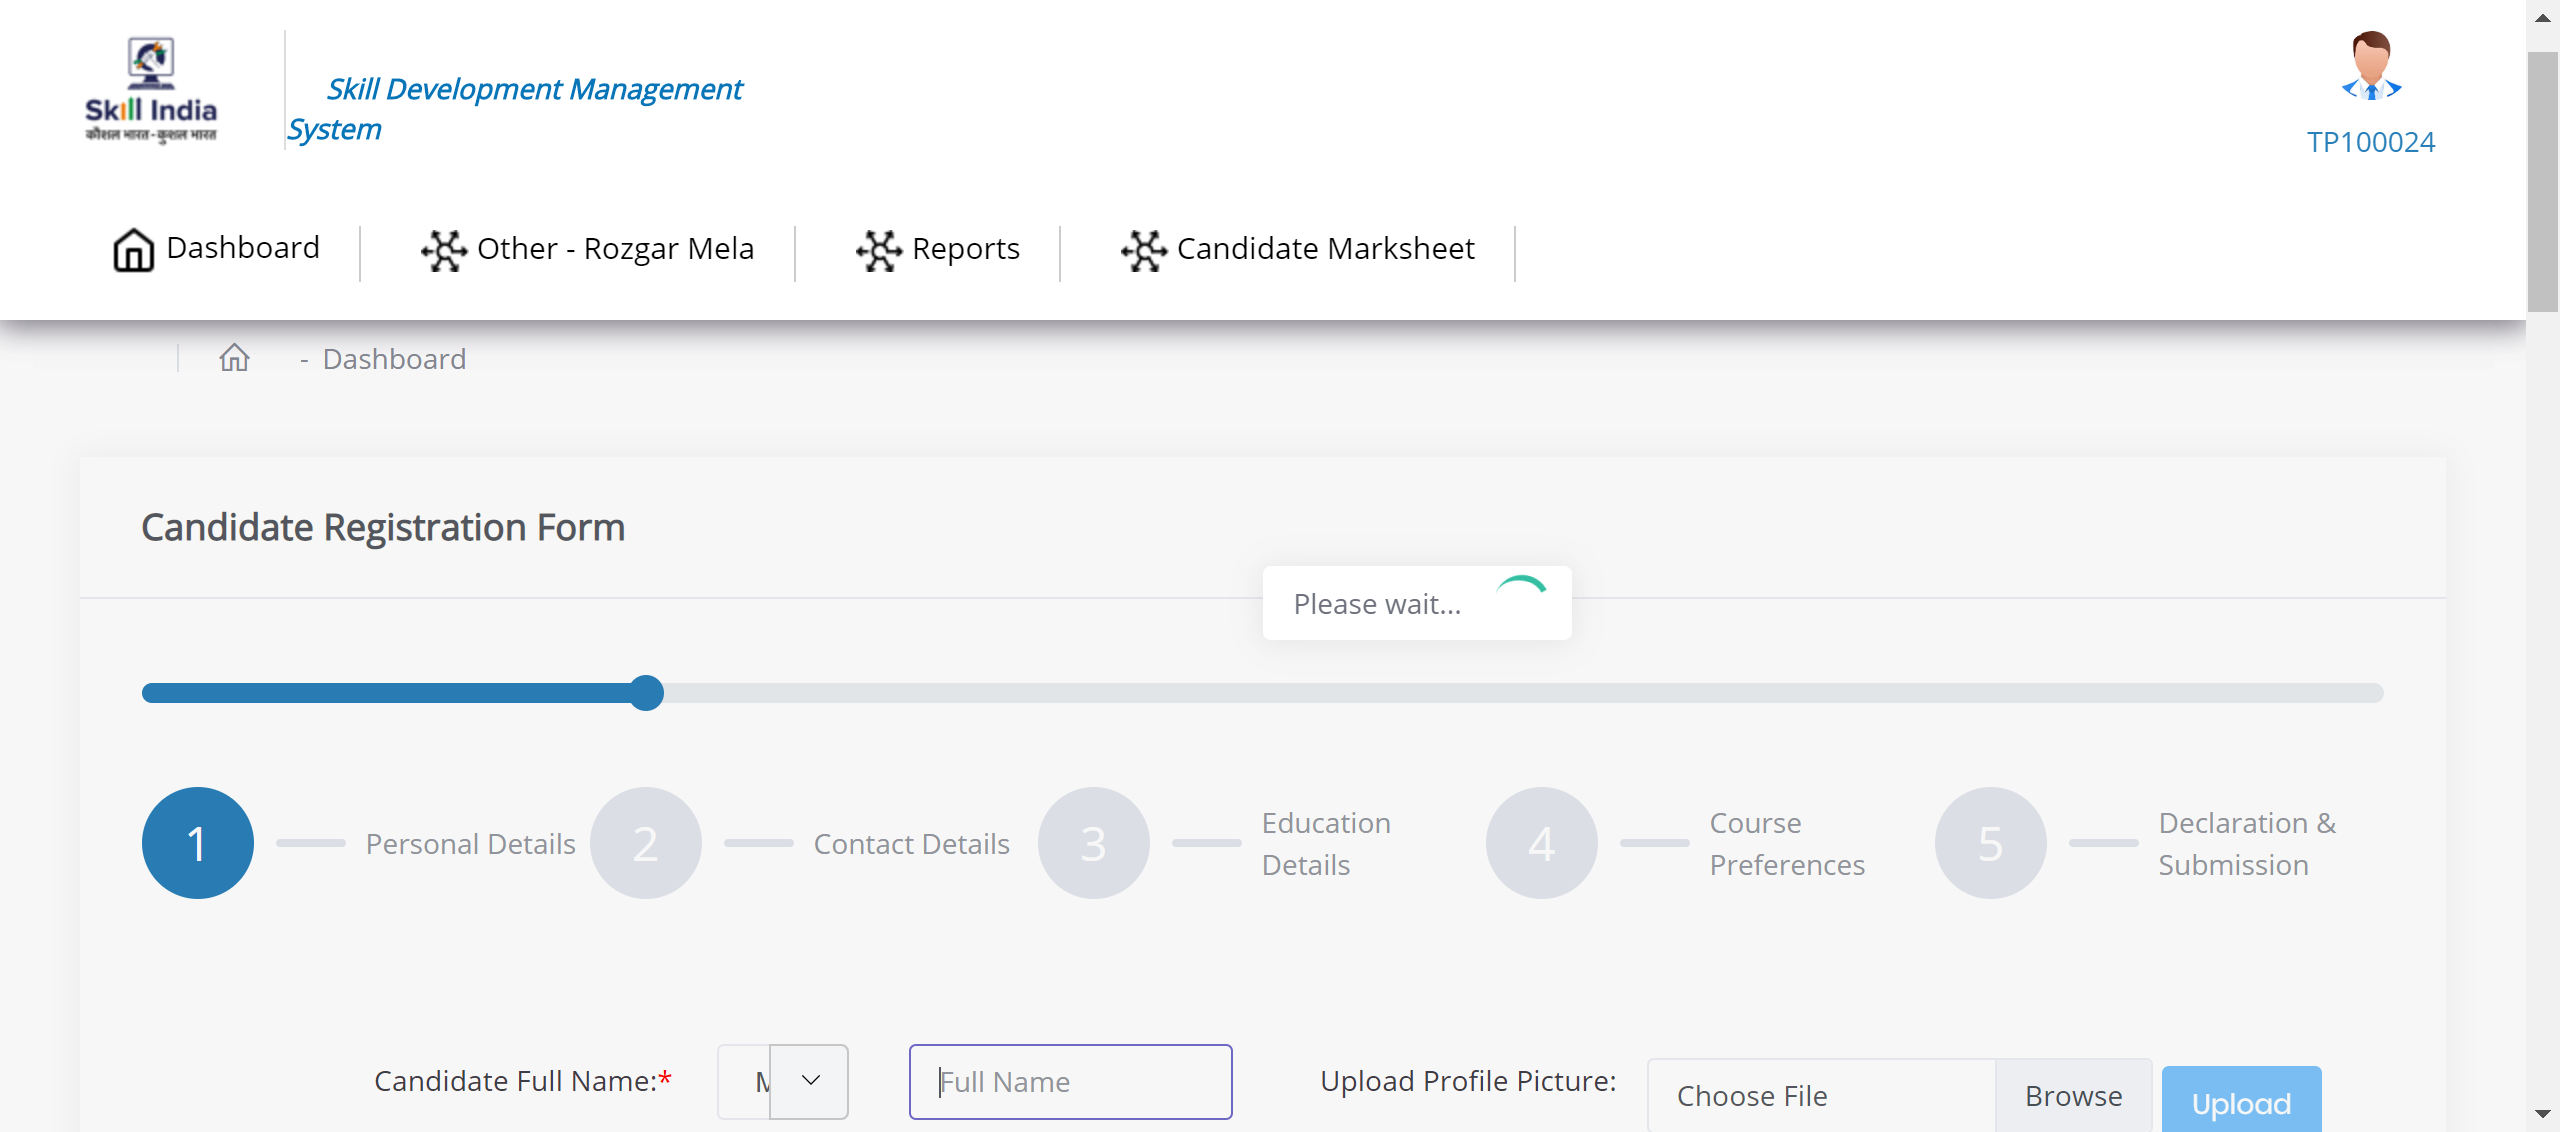 Skill India
कौशल भारत-कुशल भारत
Skill Development Management
System
TP100024
Dashboard
Other - Rozgar Mela
Reports
Candidate Marksheet
- Dashboard
Candidate Registration Form
Please wait...
1
Personal Details
2
Contact Details
3
Education
Details
4
Course
Preferences
5
Declaration &
Submission
Candidate Full Name:*
Full Name
Upload Profile Picture:
Choose File
Browse
Upload